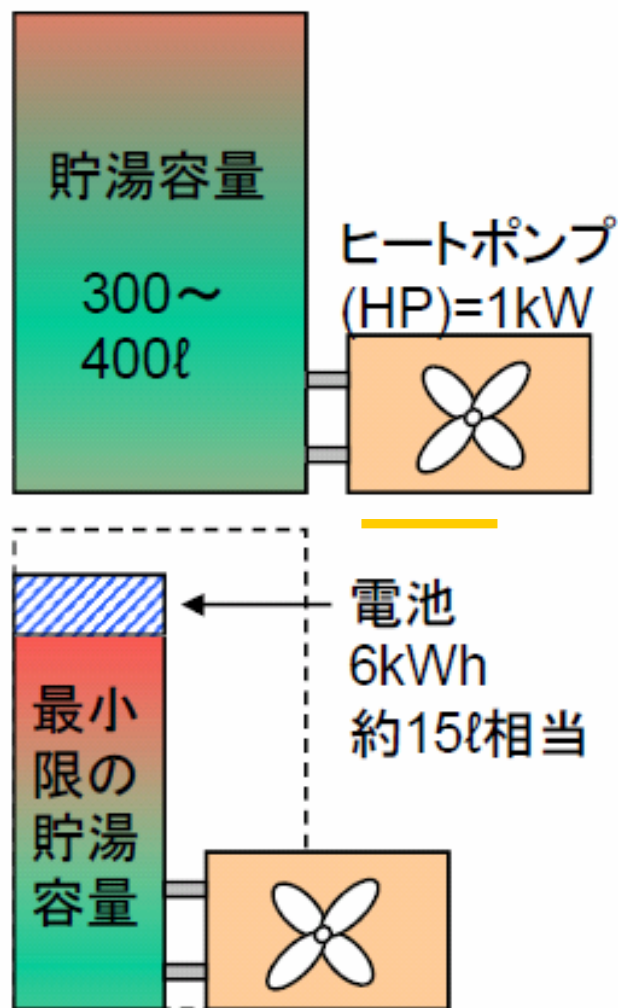 貯湯容量
300～
400ℓ
ヒートポンプ
(HP)=1kW
電池
6kWh
約15ℓ相当
最小
限の
貯湯
容量